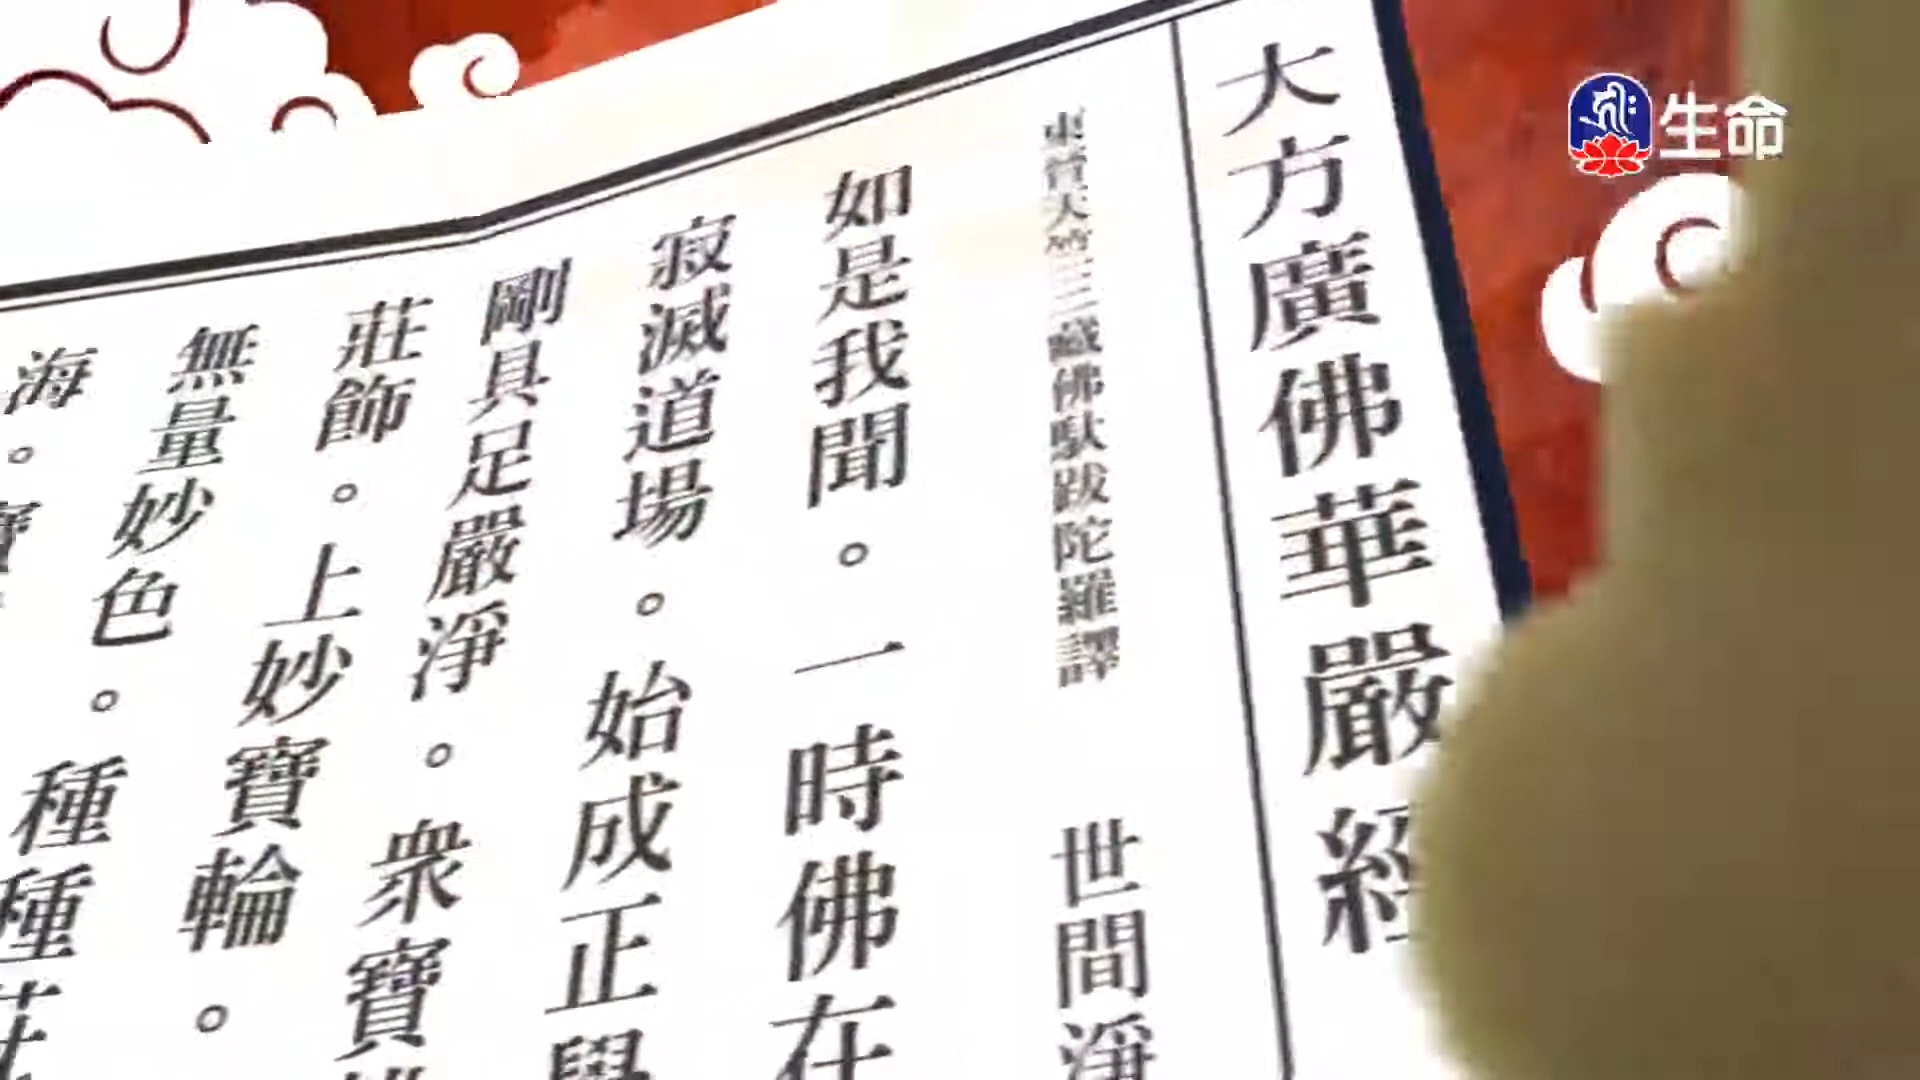 大方廣佛華嚴經
東晉天竺三藏佛馱跋陀羅譯 世間淨
如是我聞。一時佛在
寂滅道場。始成正覺
剛具足嚴淨。衆寶
莊飾。上妙寶輪。
無量妙色。種種莊
海。寶
生命